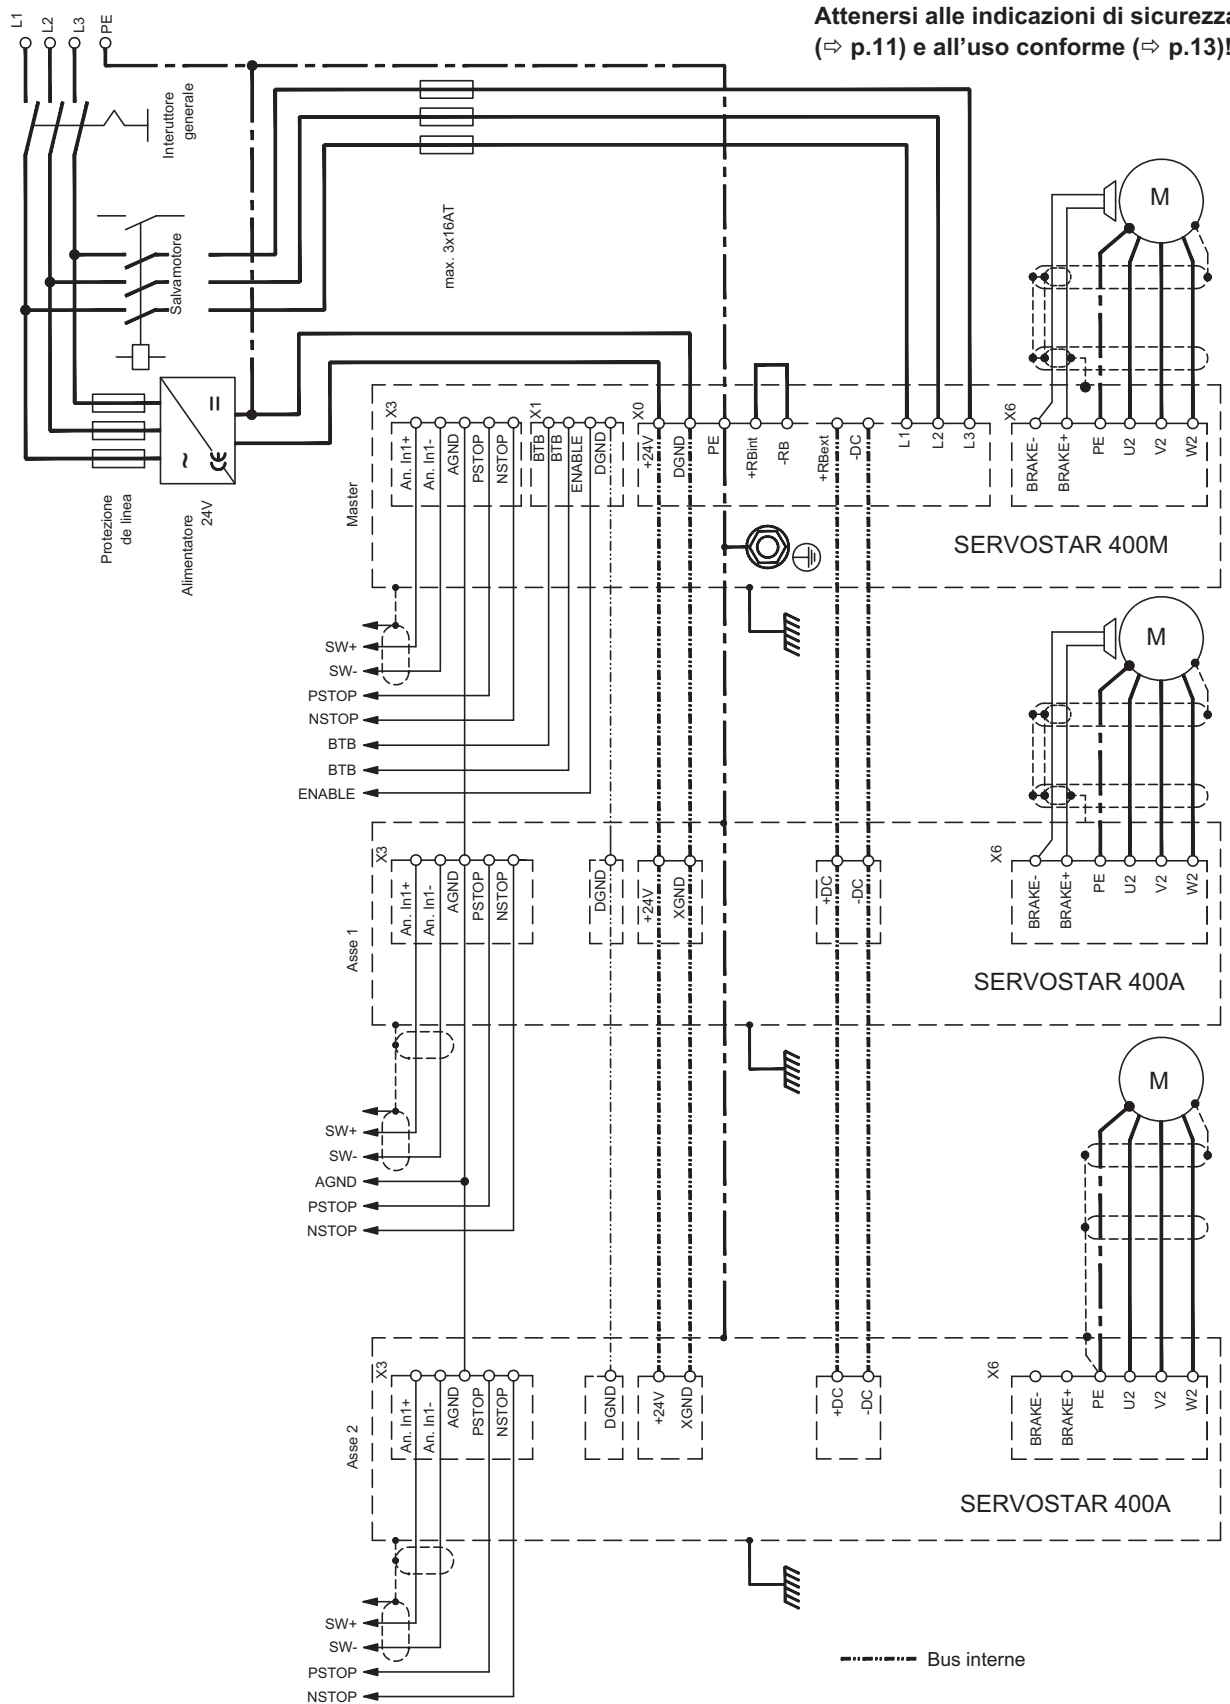 Attenersi alle indicazioni di sicurezza
(⇨ p.11) e all'uso conforme (⇨ p.13)!
L1
L2
L3
PE
Interuttore
generale
Salvamotore
max. 3x16AT
Protezione
de linea
Alimentatore
24V
=
~
CE
M
Master
X3
An. In1+
An. In1-
AGND
PSTOP
NSTOP
X1
BTB
BTB
ENABLE
DGND
X0
+24V
DGND
PE
+RBint
-RB
+RBext
-DC
L1
L2
L3
X6
BRAKE-
BRAKE+
PE
U2
V2
W2
SERVOSTAR 400M
SW+
SW-
PSTOP
NSTOP
BTB
BTB
ENABLE
M
Asse 1
X3
An. In1+
An. In1-
AGND
PSTOP
NSTOP
DGND
+24V
XGND
+DC
-DC
X6
BRAKE-
BRAKE+
PE
U2
V2
W2
SERVOSTAR 400A
SW+
SW-
AGND
PSTOP
NSTOP
M
Asse 2
X3
An. In1+
An. In1-
AGND
PSTOP
NSTOP
DGND
+24V
XGND
+DC
-DC
X6
BRAKE-
BRAKE+
PE
U2
V2
W2
SERVOSTAR 400A
SW+
SW-
PSTOP
NSTOP
Bus interne